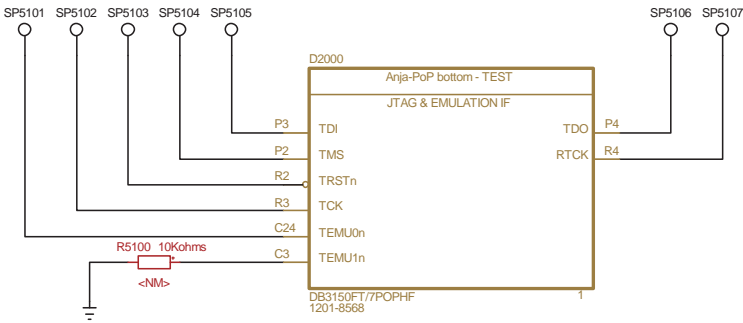 SP5101 SP5102 SP5103 SP5104 SP5105 SP5106 SP5107
D2000
Anja-PoP bottom - TEST
JTAG & EMULATION IF
P3 TDI TDO P4
P2 TMS RTCK R4
R2 TRSTn
R3 TCK
C24 TEMU0n
R5100 10Kohms C3 TEMU1n
<NM>
DB3150FT/7POPHF 1
1201-8568